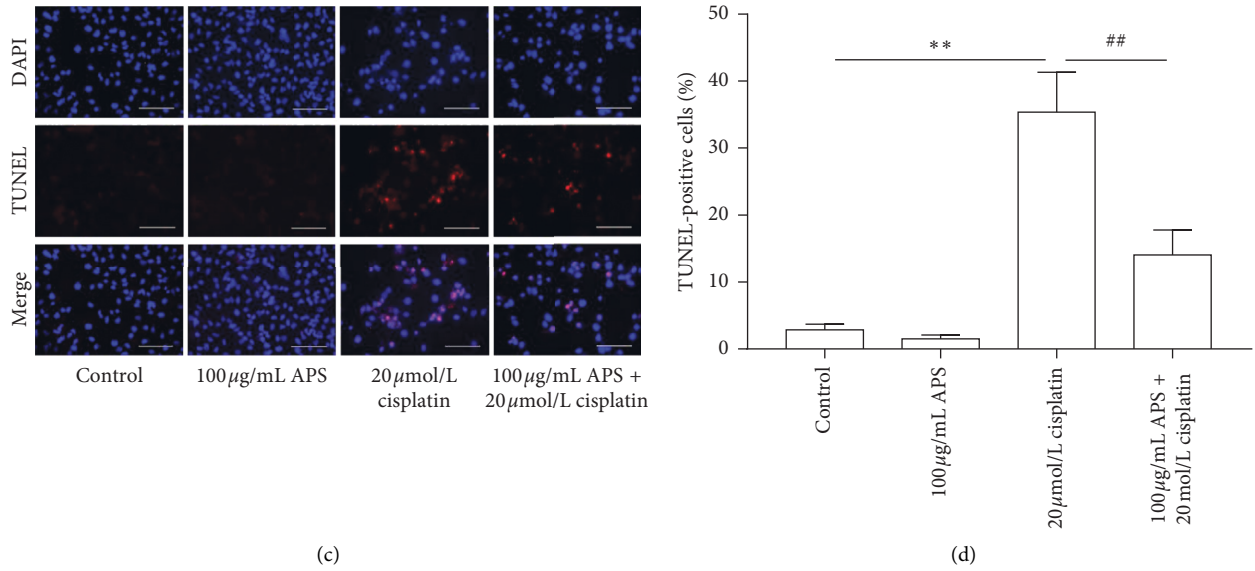 DAPI
TUNEL
Merge
Control
100μg/mL APS
20μmol/L
cisplatin
100μg/mL APS +
20μmol/L cisplatin
(c)
50
40
30
20
10
0
TUNEL-positive cells (%)
**
##
Control
100μg/mL APS
20μmol/L cisplatin
100μg/mL APS +
20 mol/L cisplatin
(d)